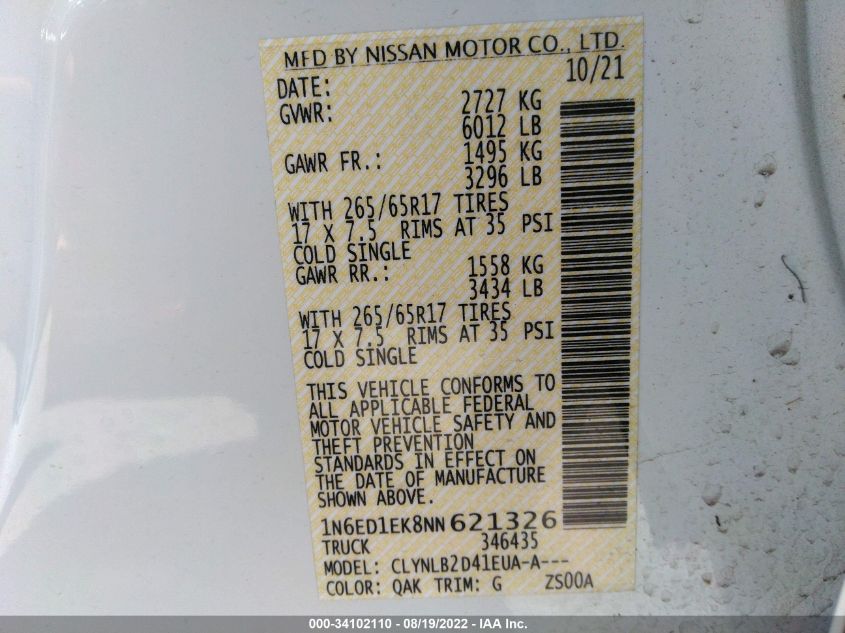 MFD BY NISSAN MOTOR CO., LTD.
DATE: 10/21
GVWR: 2727 KG
6012 LB
GAWR FR.: 1495 KG
3296 LB
WITH 265/65R17 TIRES
17 X 7.5 RIMS AT 35 PSI
COLD SINGLE
GAWR RR.: 1558 KG
3434 LB
WITH 265/65R17 TIRES
17 X 7.5 RIMS AT 35 PSI
COLD SINGLE
THIS VEHICLE CONFORMS TO
ALL APPLICABLE FEDERAL
MOTOR VEHICLE SAFETY AND
THEFT PREVENTION
STANDARDS IN EFFECT ON
THE DATE OF MANUFACTURE
SHOWN ABOVE.
1N6ED1EK8NN621326
TRUCK 346435
MODEL: CLYNLB2D41EUA-A---
COLOR: QAK TRIM: G ZS00A
000-34102110 - 08/19/2022 - IAA Inc.